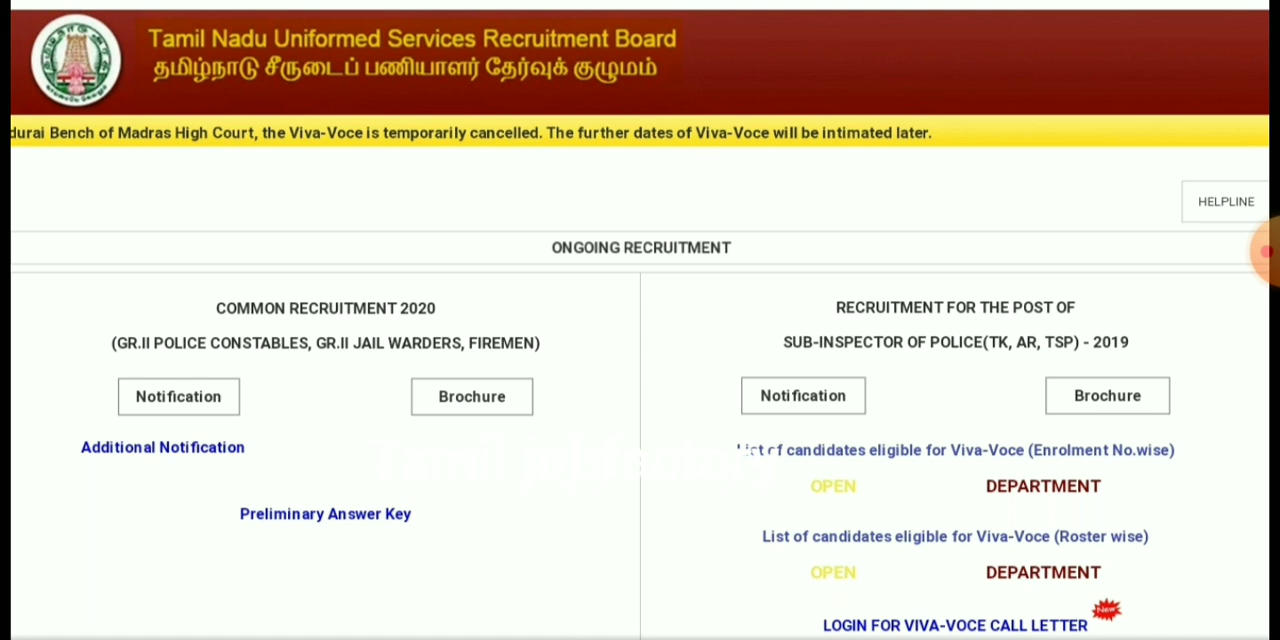 Tamil Nadu Uniformed Services Recruitment Board
தமிழ்நாடு சீருடைப் பணியாளர் தேர்வுக் குழுமம்
durai Bench of Madras High Court, the Viva-Voce is temporarily cancelled. The further dates of Viva-Voce will be intimated later.
HELPLINE
ONGOING RECRUITMENT
COMMON RECRUITMENT 2020
(GR.II POLICE CONSTABLES, GR.II JAIL WARDERS, FIREMEN)
Notification
Brochure
Additional Notification
Preliminary Answer Key
RECRUITMENT FOR THE POST OF
SUB-INSPECTOR OF POLICE(TK, AR, TSP) - 2019
Notification
Brochure
List of candidates eligible for Viva-Voce (Enrolment No.wise)
OPEN
DEPARTMENT
List of candidates eligible for Viva-Voce (Roster wise)
OPEN
DEPARTMENT
New
LOGIN FOR VIVA-VOCE CALL LETTER